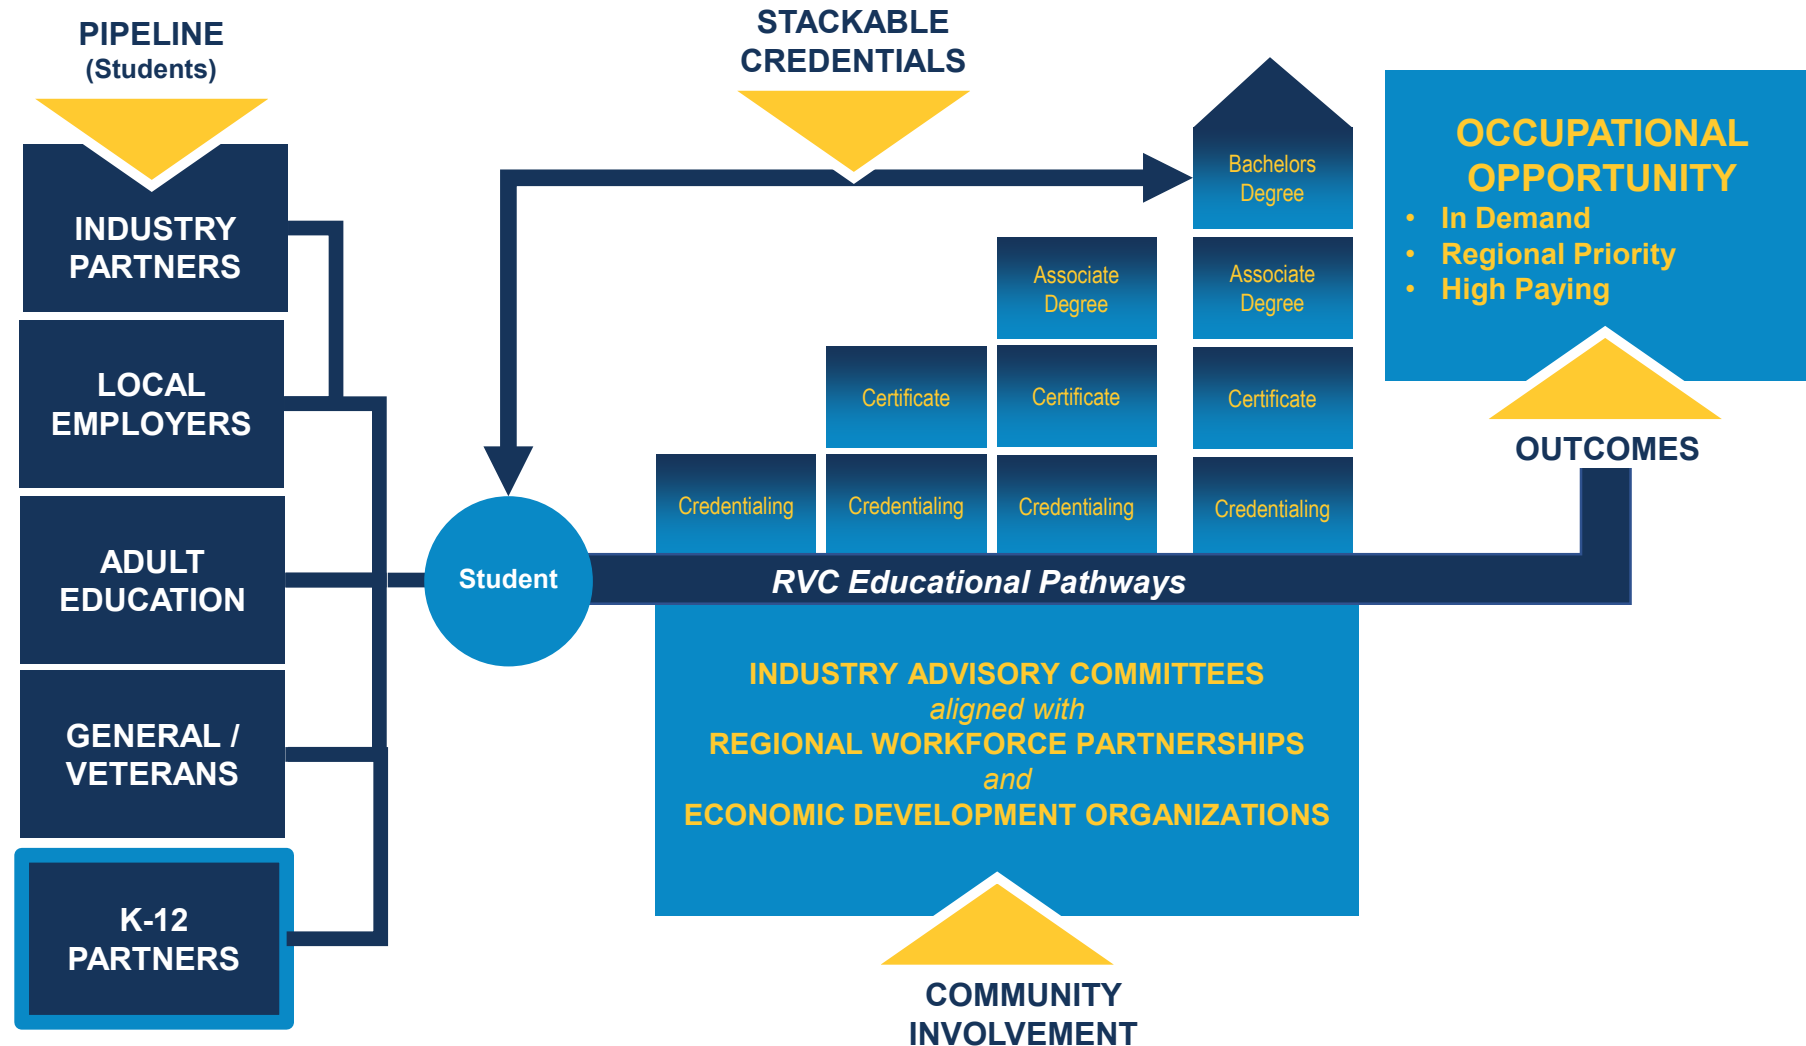 PIPELINE
(Students)
INDUSTRY
PARTNERS
LOCAL
EMPLOYERS
ADULT
EDUCATION
GENERAL /
VETERANS
K-12
PARTNERS
STACKABLE
CREDENTIALS
Student
Credentialing
Certificate
Credentialing
Associate
Degree
Certificate
Credentialing
Bachelors
Degree
Associate
Degree
Certificate
Credentialing
RVC Educational Pathways
INDUSTRY ADVISORY COMMITTEES
aligned with
REGIONAL WORKFORCE PARTNERSHIPS
and
ECONOMIC DEVELOPMENT ORGANIZATIONS
COMMUNITY
INVOLVEMENT
OCCUPATIONAL
OPPORTUNITY
• In Demand
• Regional Priority
• High Paying
OUTCOMES